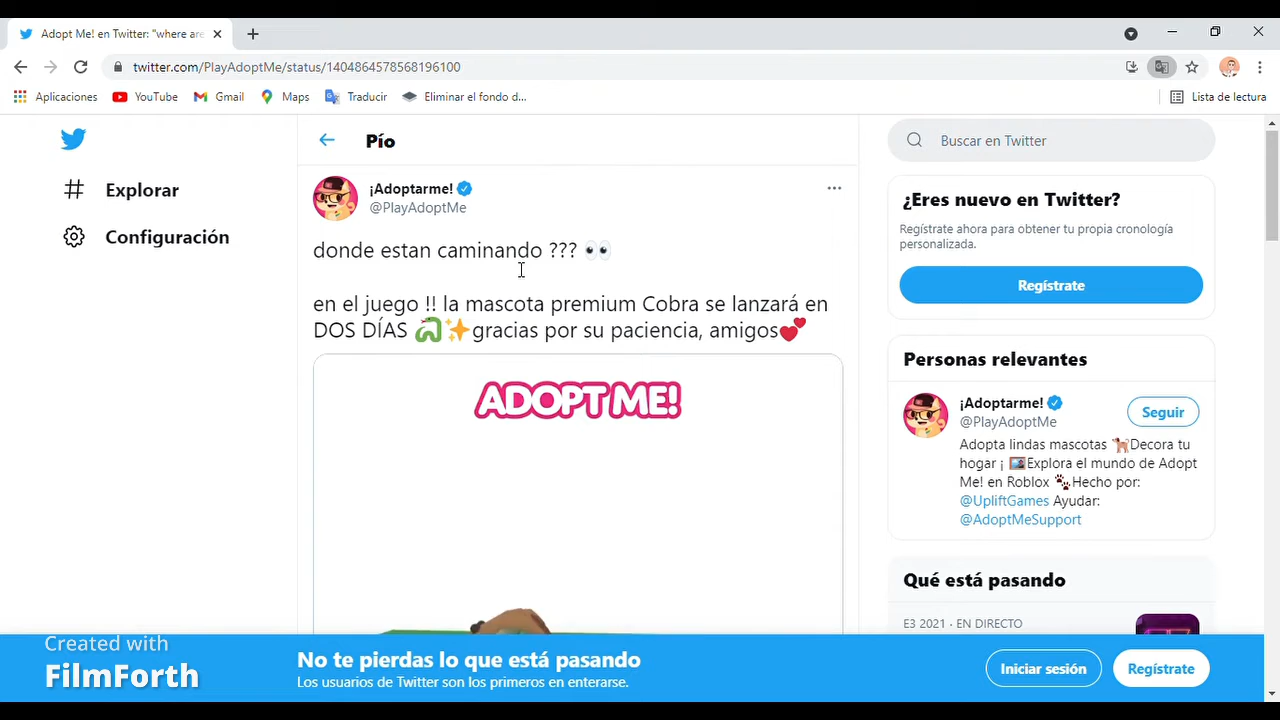 Adopt Me! en Twitter: "where are
twitter.com/PlayAdoptMe/status/1404864578568196100
Aplicaciones
YouTube
Gmail
Maps
Traducir
Eliminar el fondo d...
Lista de lectura
Explorar
Configuración
Pío
¡Adoptarme!
@PlayAdoptMe
donde estan caminando ??? 👀
en el juego !! la mascota premium Cobra se lanzará en
DOS DÍAS 🐍✨gracias por su paciencia, amigos💕
ADOPT ME!
Buscar en Twitter
¿Eres nuevo en Twitter?
Regístrate ahora para obtener tu propia cronología
personalizada.
Regístrate
Personas relevantes
¡Adoptarme!
@PlayAdoptMe
Seguir
Adopta lindas mascotas 🐕Decora tu
hogar ¡ 🖼️Explora el mundo de Adopt
Me! en Roblox 🐾Hecho por:
@UpliftGames Ayudar:
@AdoptMeSupport
Qué está pasando
E3 2021 · EN DIRECTO
Created with
FilmForth
No te pierdas lo que está pasando
Los usuarios de Twitter son los primeros en enterarse.
Iniciar sesión
Regístrate